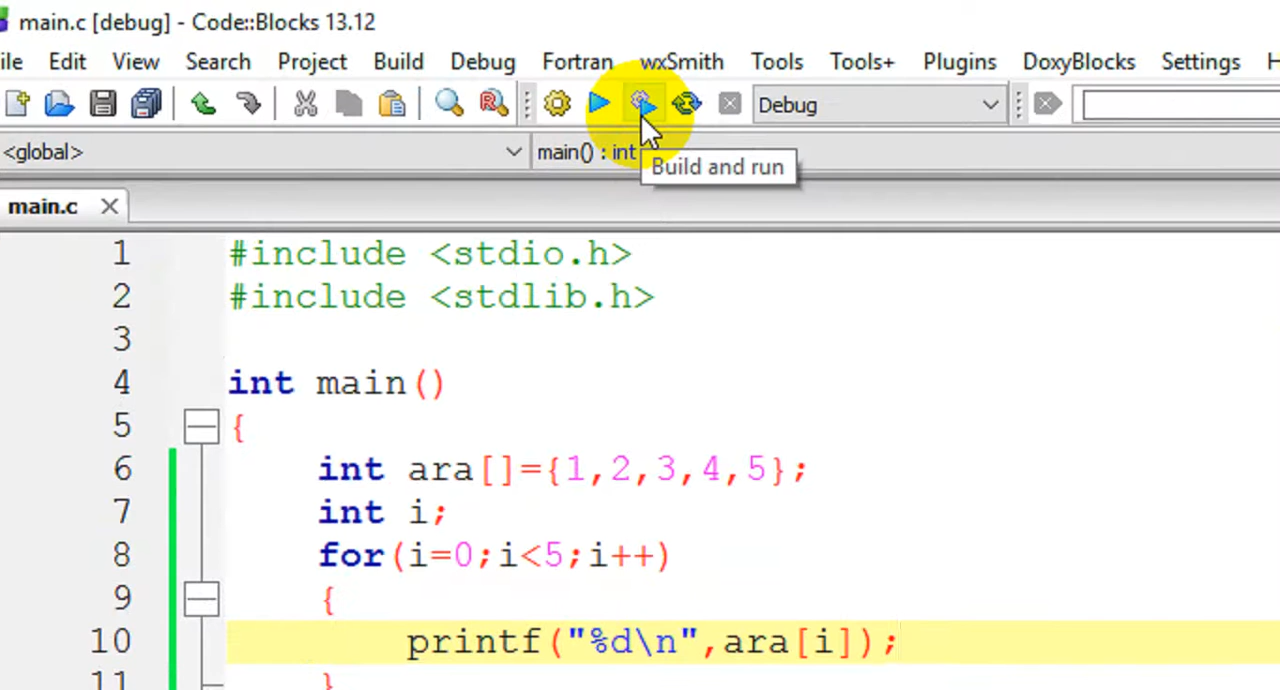 main.c [debug] - Code::Blocks 13.12
ile Edit View Search Project Build Debug Fortran wxSmith Tools Tools+ Plugins DoxyBlocks Settings H
Debug
<global> main() : int
Build and run
main.c
1 #include <stdio.h>
2 #include <stdlib.h>
3
4 int main()
5 {
6 int ara[]={1,2,3,4,5};
7 int i;
8 for(i=0;i<5;i++)
9 {
10 printf("%d\n",ara[i]);
11 }